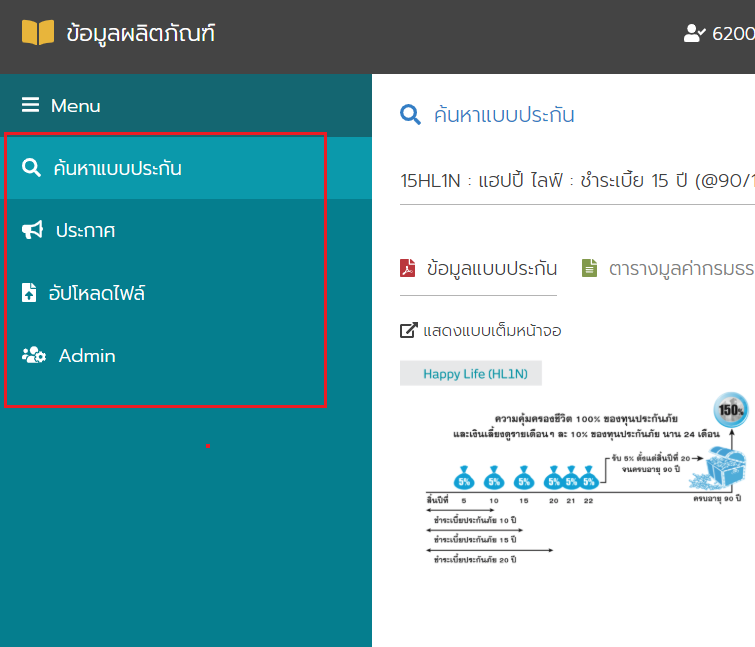 ข้อมูลผลิตภัณฑ์
6200
Menu
ค้นหาแบบประกัน
ประกาศ
อัปโหลดไฟล์
Admin
ค้นหาแบบประกัน
15HL1N : แฮปปี้ ไลฟ์ : ชำระเบี้ย 15 ปี (@90/1
ข้อมูลแบบประกัน ตารางมูลค่ากรมธร
แสดงแบบเต็มหน้าจอ
Happy Life (HL1N)
150%
ความคุ้มครองชีวิต 100% ของทุนประกันภัย
และเงินเลี้ยงดูรายเดือนๆ ละ 10% ของทุนประกันภัย นาน 24 เดือน
รับ 5% ตั้งแต่สิ้นปีที่ 20
จนครบอายุ 90 ปี
5% 5% 5% 5% 5% 5%
สิ้นปีที่ 5 10 15 20 21 22 ครบอายุ 90 ปี
ชำระเบี้ยประกันภัย 10 ปี
ชำระเบี้ยประกันภัย 15 ปี
ชำระเบี้ยประกันภัย 20 ปี